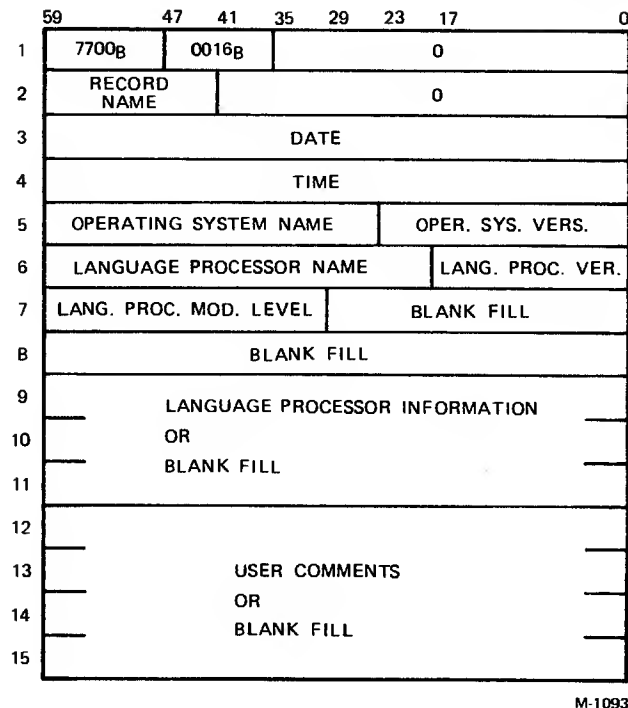 59 47 41 35 29 23 17 0
1 7700B 0016B 0
2 RECORD NAME 0
3 DATE
4 TIME
5 OPERATING SYSTEM NAME OPER. SYS. VERS.
6 LANGUAGE PROCESSOR NAME LANG. PROC. VER.
7 LANG. PROC. MOD. LEVEL BLANK FILL
B BLANK FILL
9 LANGUAGE PROCESSOR INFORMATION
10 OR
11 BLANK FILL
12
13 USER COMMENTS
14 OR
BLANK FILL
15
M-1093